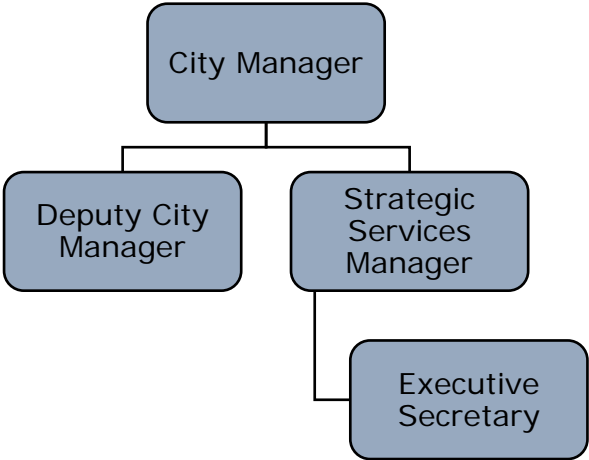 City Manager
Deputy City
Manager
Strategic
Services
Manager
Executive
Secretary